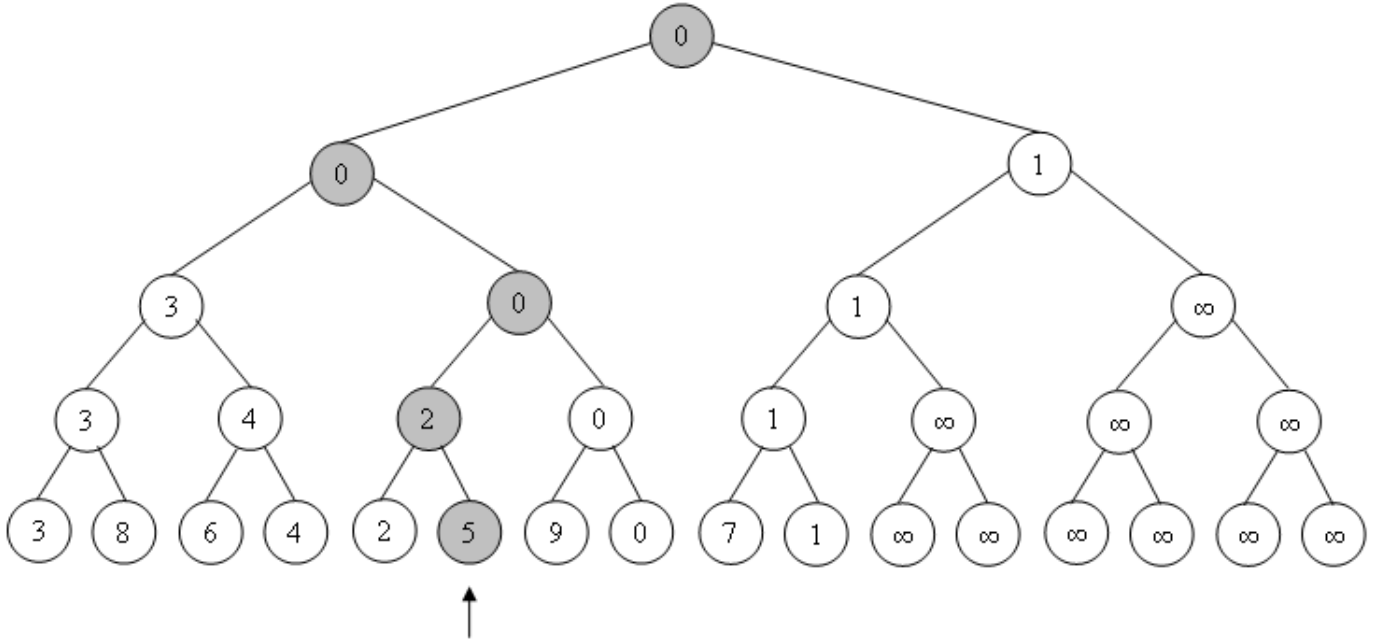 0
0 1
3 0 1 ∞
3 4 2 0 1 ∞ ∞ ∞
3 8 6 4 2 5 9 0 7 1 ∞ ∞ ∞ ∞ ∞ ∞